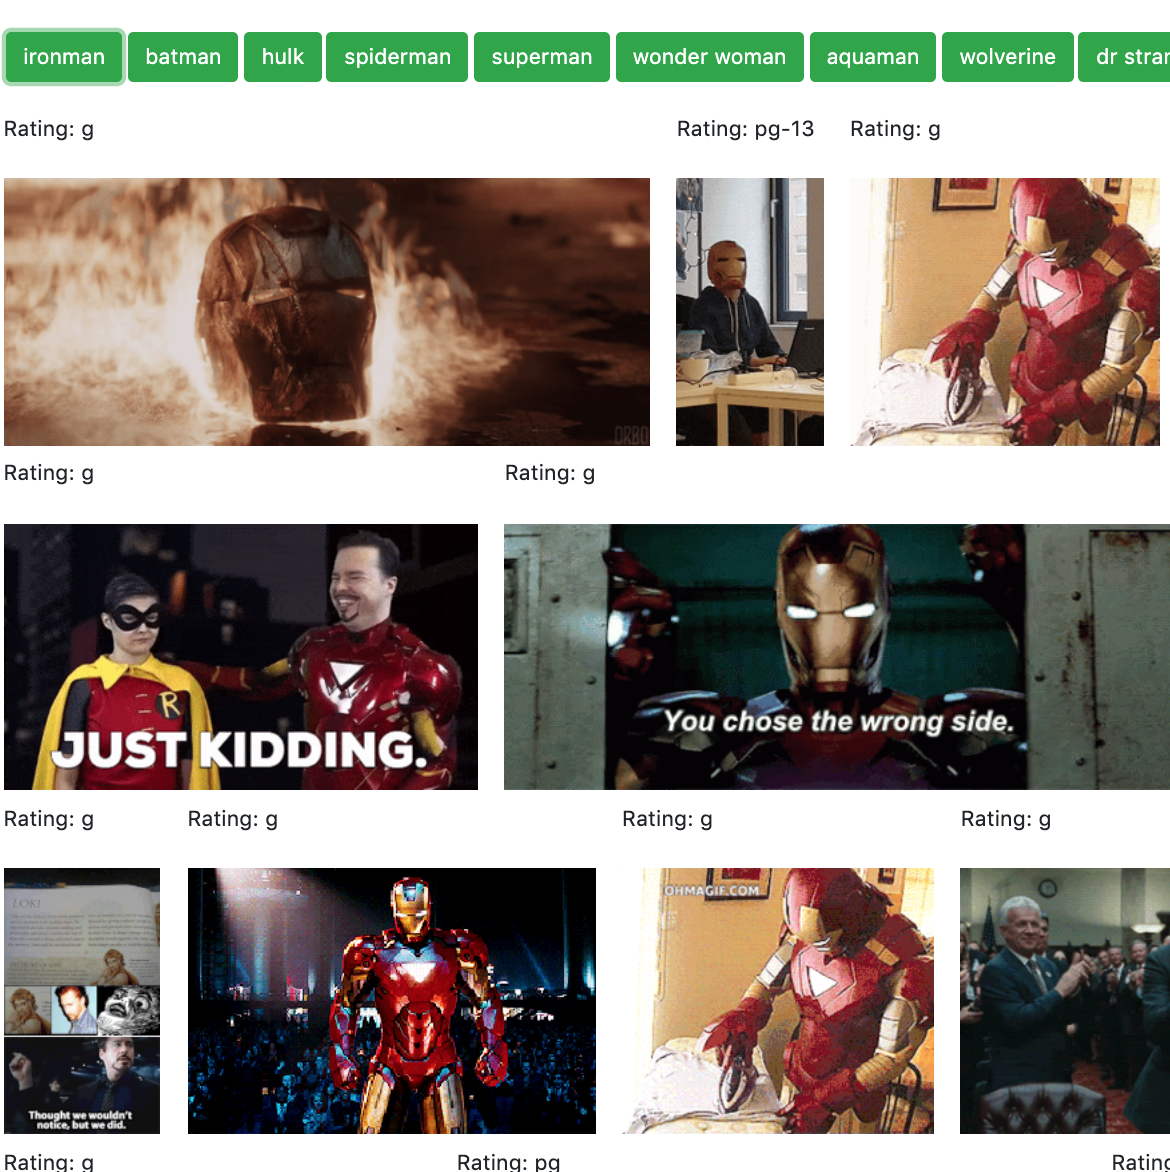 ironman batman hulk spiderman superman wonder woman aquaman wolverine dr stran
Rating: g Rating: pg-13 Rating: g
ORBO
Rating: g Rating: g
R
JUST KIDDING.
You chose the wrong side.
Rating: g Rating: g Rating: g Rating: g
LOKI
OHMAGIF.COM
Thought we wouldn't
notice, but we did.
Rating: g Rating: pg Rating